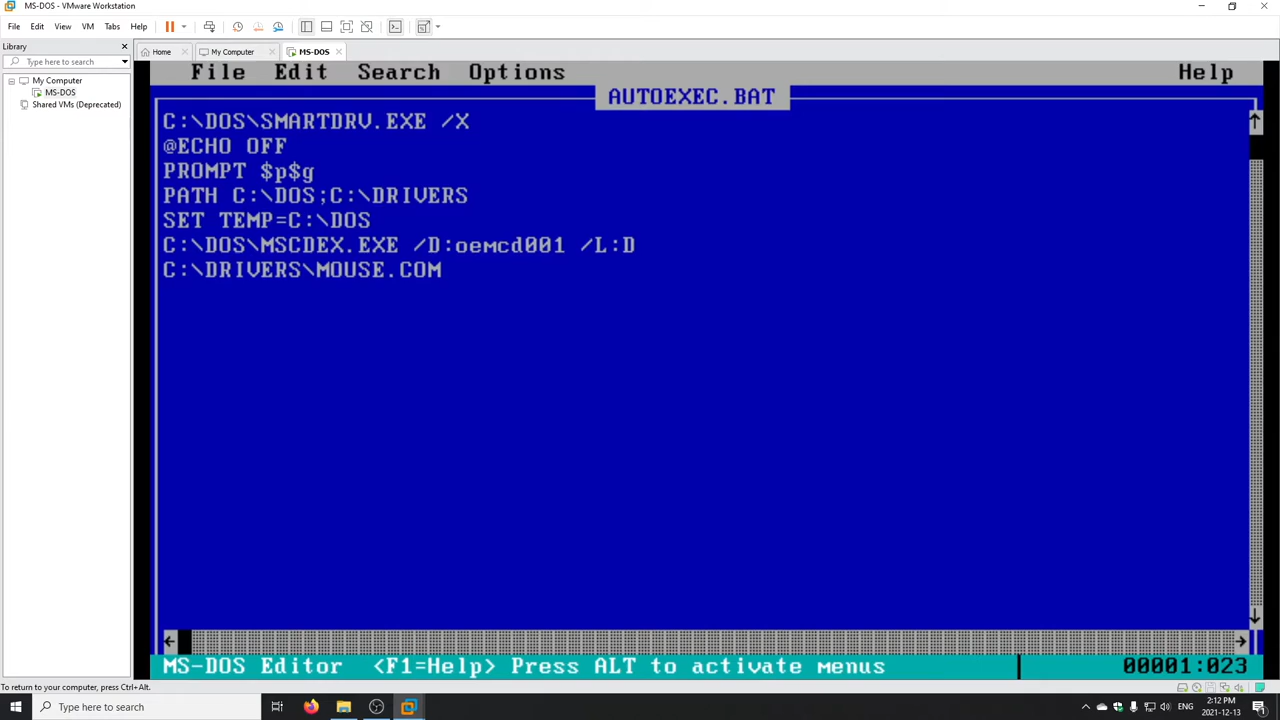 MS-DOS - VMware Workstation
File Edit View VM Tabs Help
Library
Type here to search
My Computer
MS-DOS
Shared VMs (Deprecated)
Home My Computer MS-DOS
File Edit Search Options Help
AUTOEXEC.BAT
C:\DOS\SMARTDRV.EXE /X
@ECHO OFF
PROMPT $p$g
PATH C:\DOS;C:\DRIVERS
SET TEMP=C:\DOS
C:\DOS\MSCDEX.EXE /D:oemcd001 /L:D
C:\DRIVERS\MOUSE.COM
MS-DOS Editor <F1=Help> Press ALT to activate menus 00001:023
To return to your computer, press Ctrl+Alt.
Type here to search
ENG
2:12 PM
2021-12-13